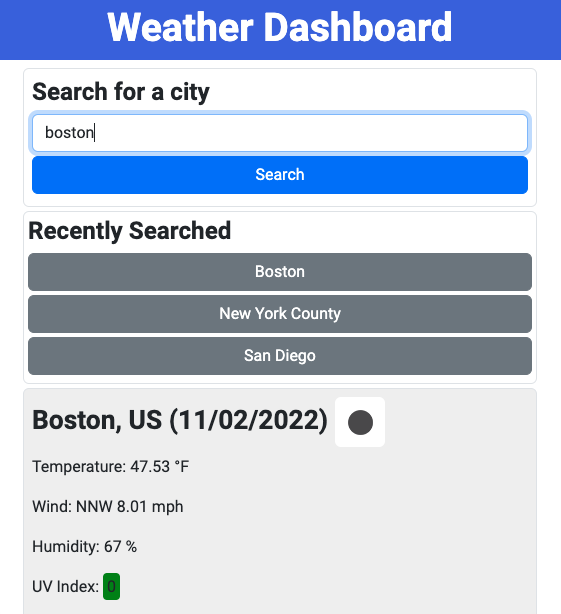 Weather Dashboard
Search for a city
boston
Search
Recently Searched
Boston
New York County
San Diego
Boston, US (11/02/2022)
Temperature: 47.53 °F
Wind: NNW 8.01 mph
Humidity: 67 %
UV Index: 0